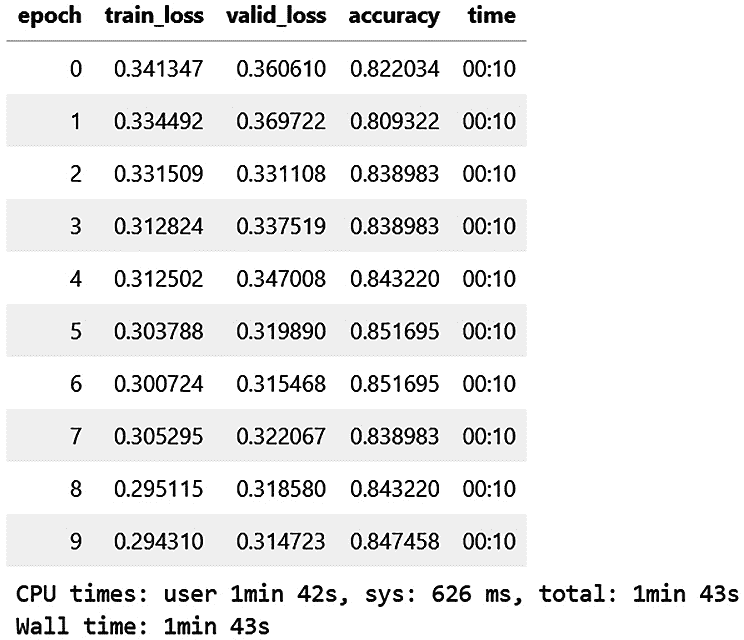 epoch train_loss valid_loss accuracy time
0 0.341347 0.360610 0.822034 00:10
1 0.334492 0.369722 0.809322 00:10
2 0.331509 0.331108 0.838983 00:10
3 0.312824 0.337519 0.838983 00:10
4 0.312502 0.347008 0.843220 00:10
5 0.303788 0.319890 0.851695 00:10
6 0.300724 0.315468 0.851695 00:10
7 0.305295 0.322067 0.838983 00:10
8 0.295115 0.318580 0.843220 00:10
9 0.294310 0.314723 0.847458 00:10
CPU times: user 1min 42s, sys: 626 ms, total: 1min 43s
Wall time: 1min 43s